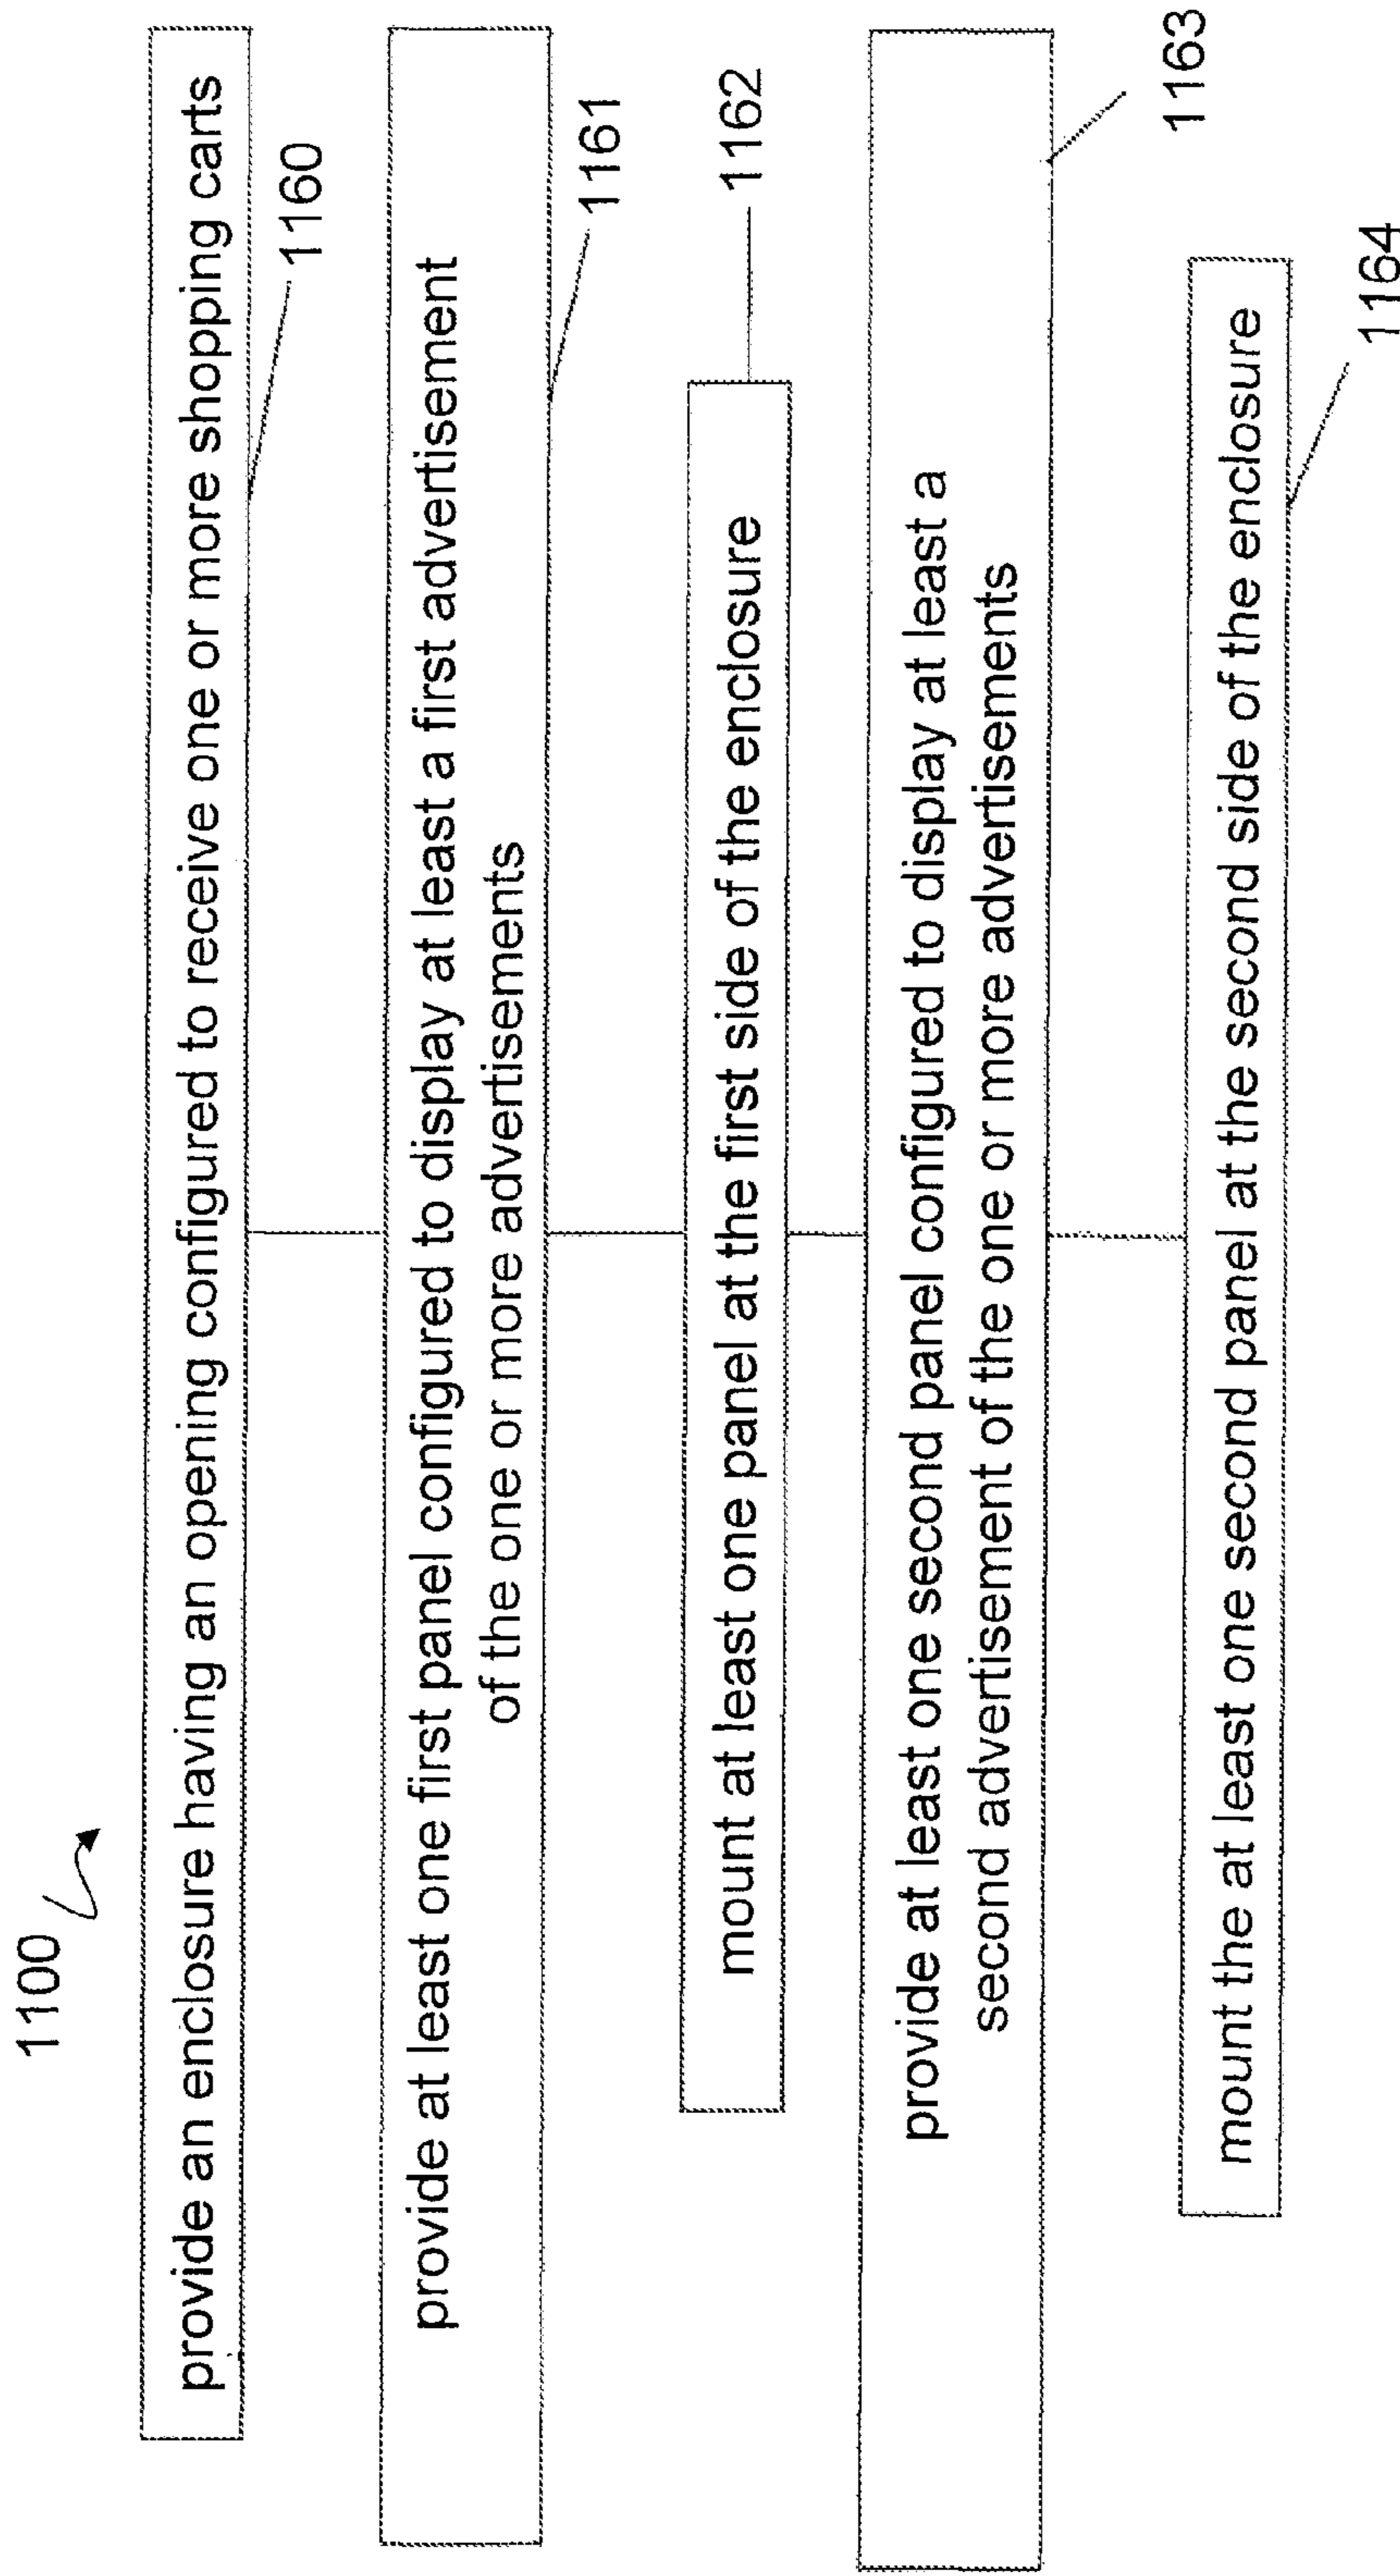 1100
provide an enclosure having an opening configured to receive one or more shopping carts
1160
provide at least one first panel configured to display at least a first advertisement
of the one or more advertisements
1161
mount at least one panel at the first side of the enclosure
1162
provide at least one second panel configured to display at least a
second advertisement of the one or more advertisements
1163
mount the at least one second panel at the second side of the enclosure
1164